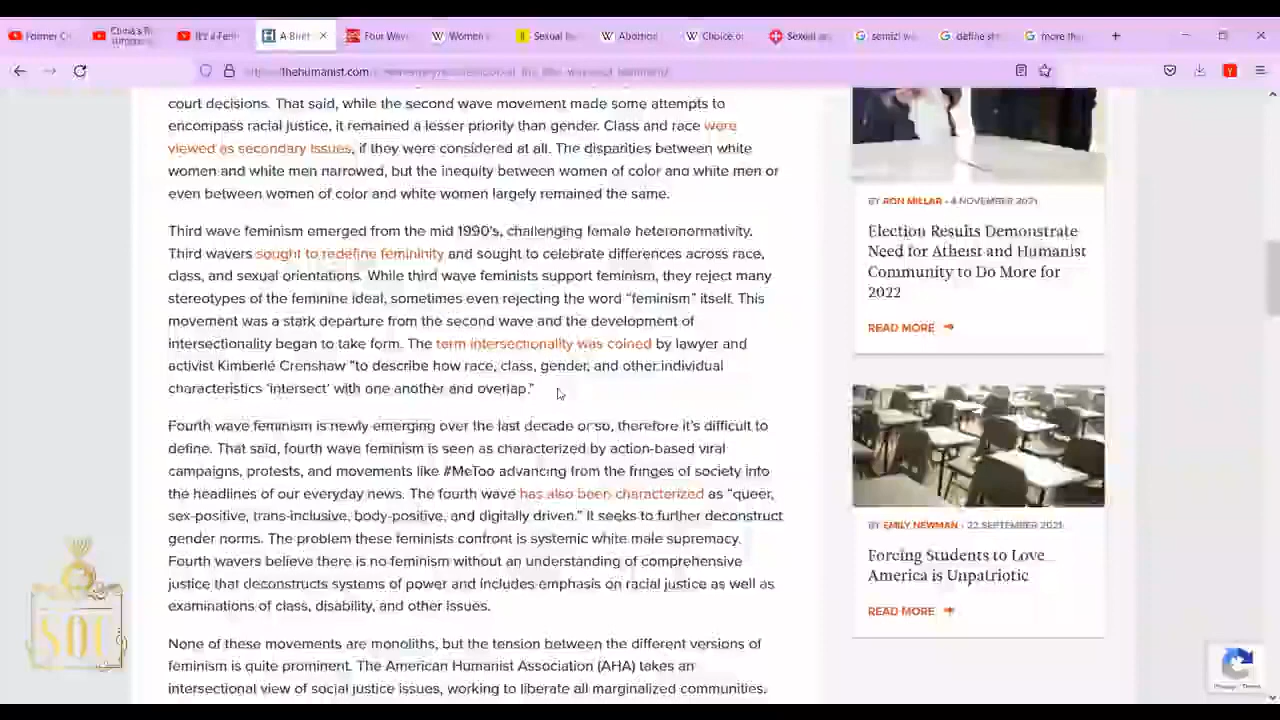 Former C
China's R
It's a Fem
A Brief
Four Wav
Women's
Sexual
Abortion
Choice o
Sexual a
semizi w
define st
more tha
thehumanist.com
court decisions. That said, while the second wave movement made some attempts to
encompass racial justice, it remained a lesser priority than gender. Class and race were
viewed as secondary issues, if they were considered at all. The disparities between white
women and white men narrowed, but the inequity between women of color and white men or
even between women of color and white women largely remained the same.
Third wave feminism emerged from the mid 1990's, challenging female heteronormativity.
Third wavers sought to redefine femininity and sought to celebrate differences across race,
class, and sexual orientations. While third wave feminists support feminism, they reject many
stereotypes of the feminine ideal, sometimes even rejecting the word “feminism” itself. This
movement was a stark departure from the second wave and the development of
intersectionality began to take form. The term intersectionality was coined by lawyer and
activist Kimberlé Crenshaw “to describe how race, class, gender, and other individual
characteristics ‘intersect’ with one another and overlap.”
Fourth wave feminism is newly emerging over the last decade or so, therefore it’s difficult to
define. That said, fourth wave feminism is seen as characterized by action-based viral
campaigns, protests, and movements like #MeToo advancing from the fringes of society into
the headlines of our everyday news. The fourth wave has also been characterized as “queer,
sex-positive, trans-inclusive, body-positive, and digitally driven.” It seeks to further deconstruct
gender norms. The problem these feminists confront is systemic white male supremacy.
Fourth wavers believe there is no feminism without an understanding of comprehensive
justice that deconstructs systems of power and includes emphasis on racial justice as well as
examinations of class, disability, and other issues.
None of these movements are monoliths, but the tension between the different versions of
feminism is quite prominent. The American Humanist Association (AHA) takes an
intersectional view of social justice issues, working to liberate all marginalized communities.
BY RON MILLAR • 4 NOVEMBER 2021
Election Results Demonstrate
Need for Atheist and Humanist
Community to Do More for
2022
READ MORE
BY EMILY NEWMAN • 22 SEPTEMBER 2021
Forcing Students to Love
America is Unpatriotic
READ MORE
Privacy - Terms